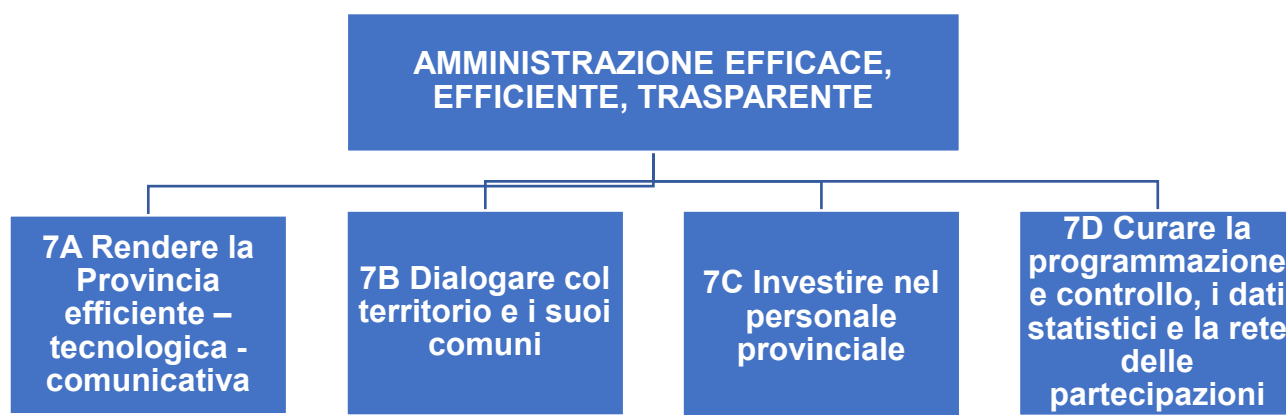 AMMINISTRAZIONE EFFICACE,
EFFICIENTE, TRASPARENTE
7A Rendere la
Provincia
efficiente –
tecnologica -
comunicativa
7B Dialogare col
territorio e i suoi
comuni
7C Investire nel
personale
provinciale
7D Curare la
programmazione
e controllo, i dati
statistici e la rete
delle
partecipazioni